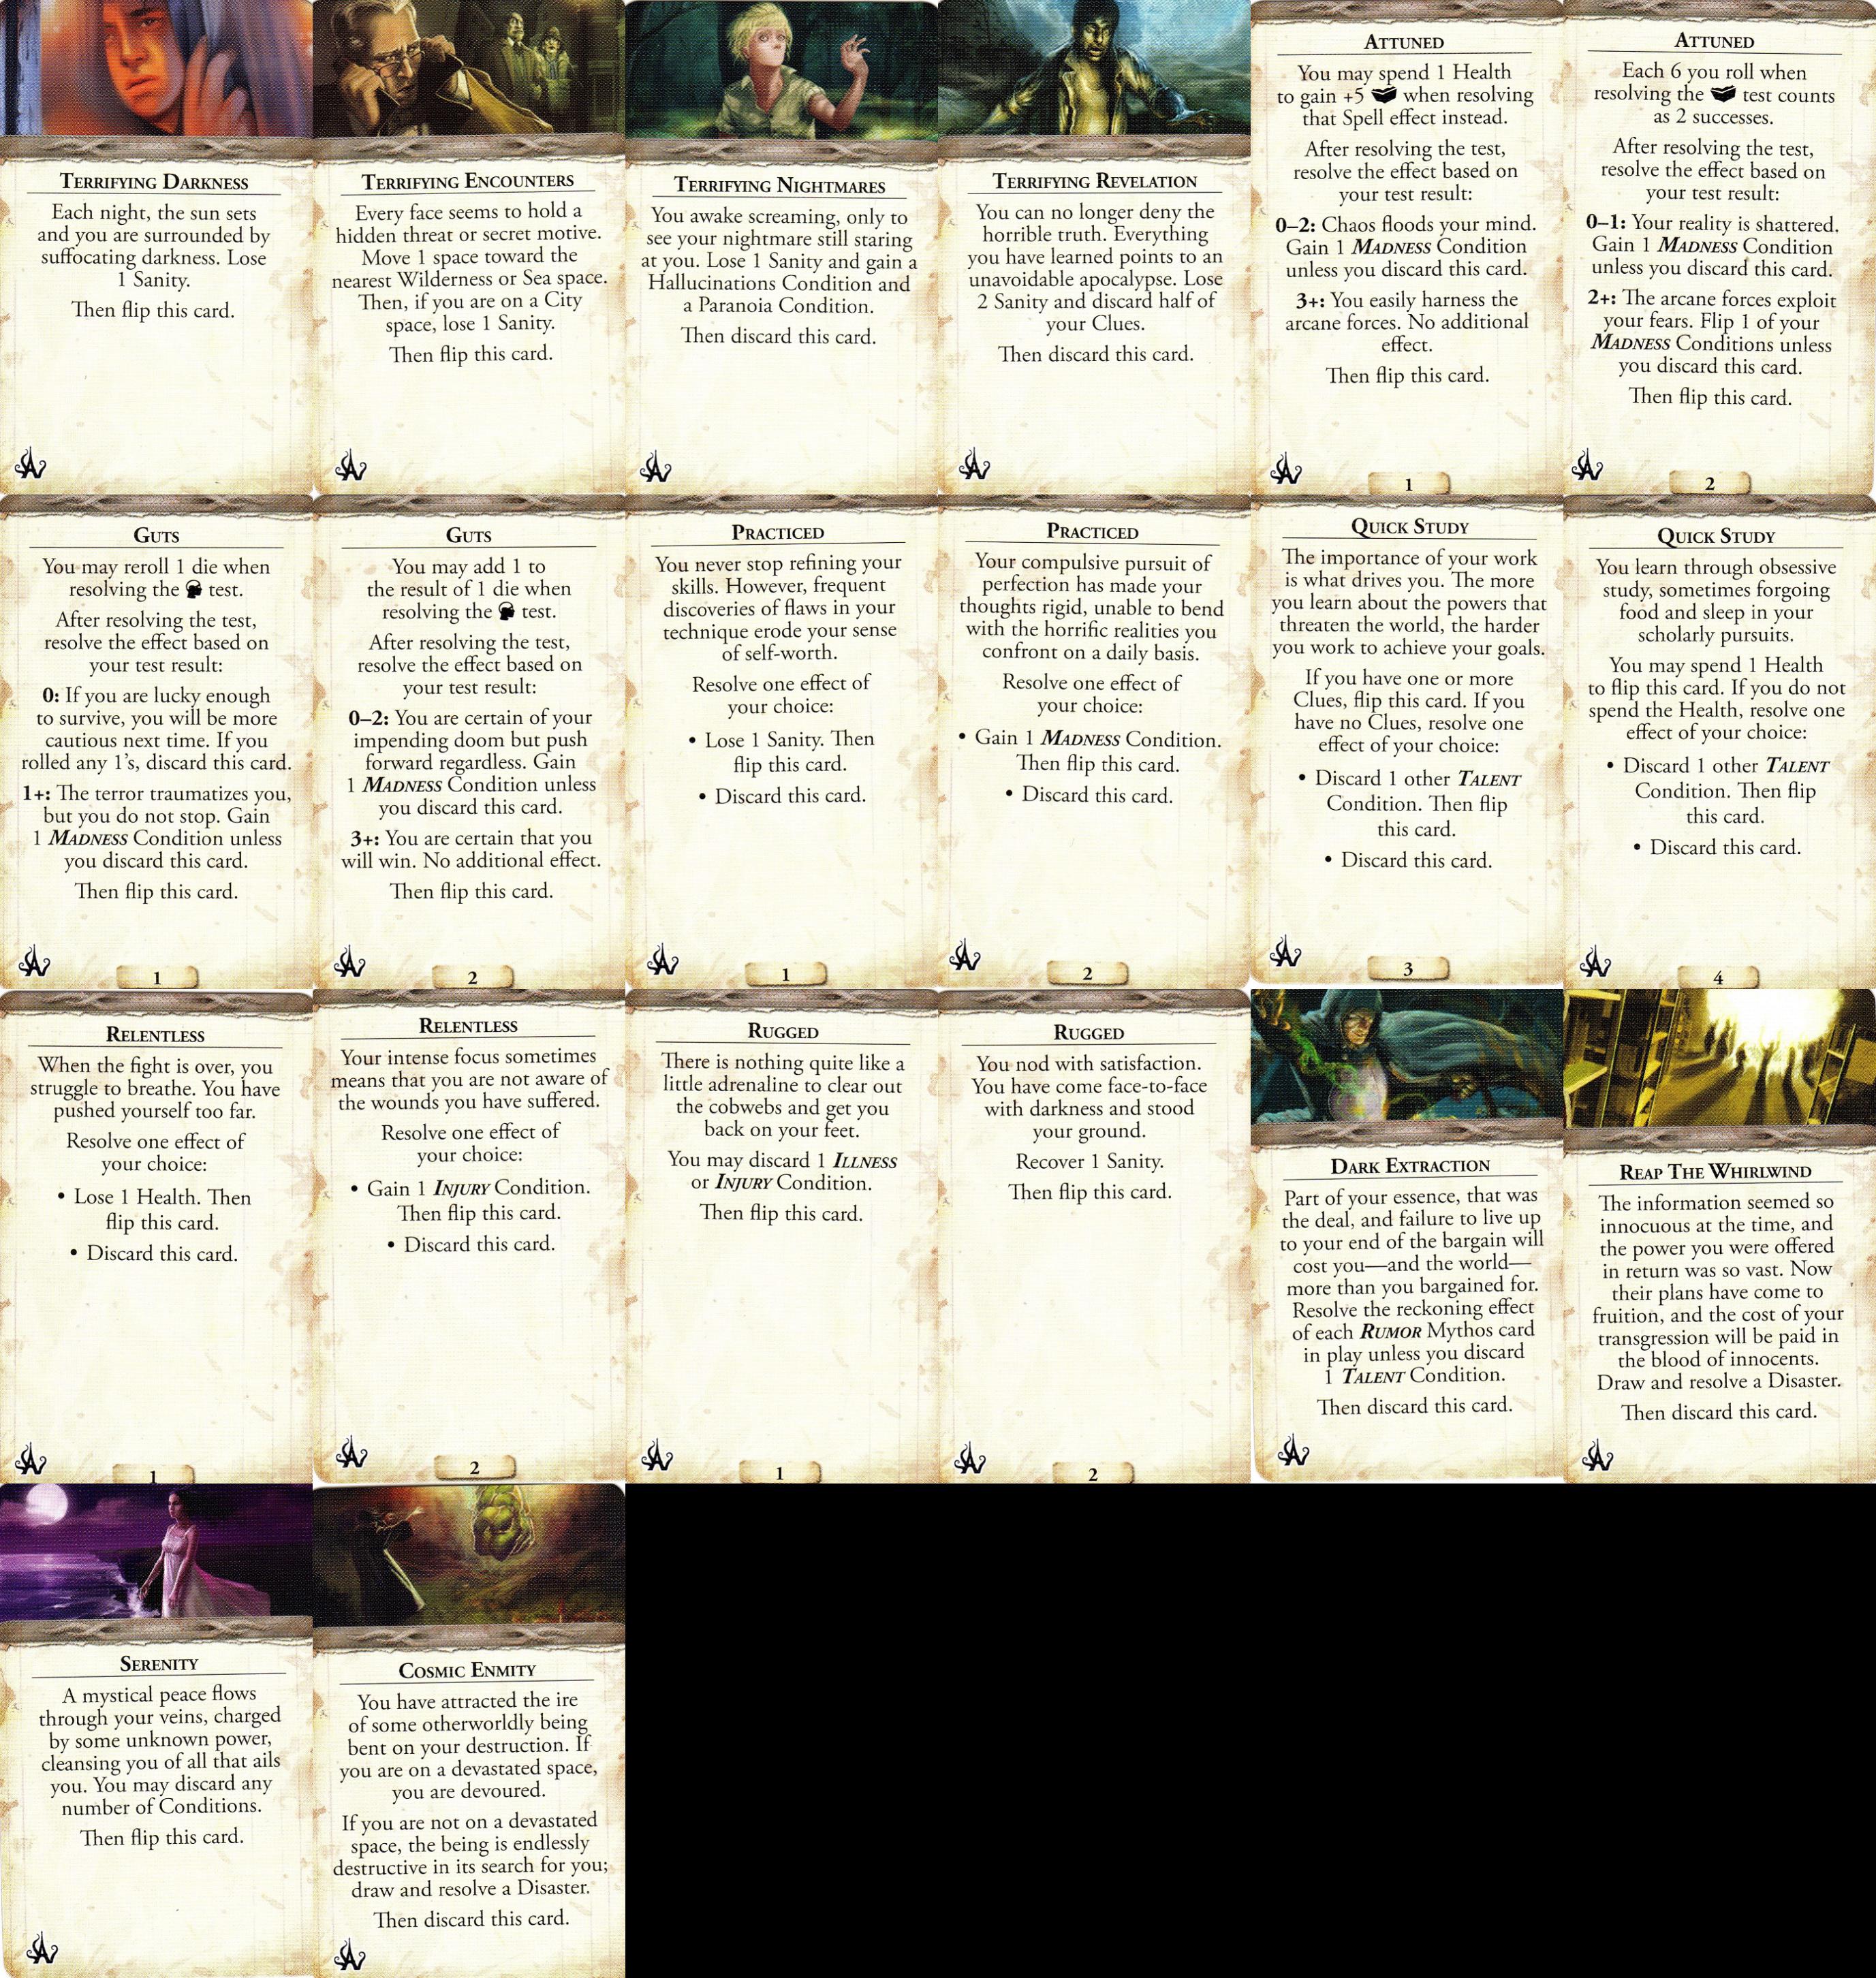 TERRIFYING DARKNESS
Each night, the sun sets
and you are surrounded by
suffocating darkness. Lose
1 Sanity.
Then flip this card.
TERRIFYING ENCOUNTERS
Every face seems to hold a
hidden threat or secret motive.
Move 1 space toward the
nearest Wilderness or Sea space.
Then, if you are on a City
space, lose 1 Sanity.
Then flip this card.
TERRIFYING NIGHTMARES
You awake screaming, only to
see your nightmare still staring
at you. Lose 1 Sanity and gain a
Hallucinations Condition and
a Paranoia Condition.
Then discard this card.
TERRIFYING REVELATION
You can no longer deny the
horrible truth. Everything
you have learned points to an
unavoidable apocalypse. Lose
2 Sanity and discard half of
your Clues.
Then discard this card.
ATTUNED
You may spend 1 Health
to gain +5 when resolving
that Spell effect instead.
After resolving the test,
resolve the effect based on
your test result:
0–2: Chaos floods your mind.
Gain 1 MADNESS Condition
unless you discard this card.
3+: You easily harness the
arcane forces. No additional
effect.
Then flip this card.
1
ATTUNED
Each 6 you roll when
resolving the test counts
as 2 successes.
After resolving the test,
resolve the effect based on
your test result:
0–1: Your reality is shattered.
Gain 1 MADNESS Condition
unless you discard this card.
2+: The arcane forces exploit
your fears. Flip 1 of your
MADNESS Conditions unless
you discard this card.
Then flip this card.
2
GUTS
You may reroll 1 die when
resolving the test.
After resolving the test,
resolve the effect based on
your test result:
0: If you are lucky enough
to survive, you will be more
cautious next time. If you
rolled any 1's, discard this card.
1+: The terror traumatizes you,
but you do not stop. Gain
1 MADNESS Condition unless
you discard this card.
Then flip this card.
1
GUTS
You may add 1 to
the result of 1 die when
resolving the test.
After resolving the test,
resolve the effect based on
your test result:
0–2: You are certain of your
impending doom but push
forward regardless. Gain
1 MADNESS Condition unless
you discard this card.
3+: You are certain that you
will win. No additional effect.
Then flip this card.
2
PRACTICED
You never stop refining your
skills. However, frequent
discoveries of flaws in your
technique erode your sense
of self-worth.
Resolve one effect of
your choice:
• Lose 1 Sanity. Then
flip this card.
• Discard this card.
1
PRACTICED
Your compulsive pursuit of
perfection has made your
thoughts rigid, unable to bend
with the horrific realities you
confront on a daily basis.
Resolve one effect of
your choice:
• Gain 1 MADNESS Condition.
Then flip this card.
• Discard this card.
2
QUICK STUDY
The importance of your work
is what drives you. The more
you learn about the powers that
threaten the world, the harder
you work to achieve your goals.
If you have one or more
Clues, flip this card. If you
have no Clues, resolve one
effect of your choice:
• Discard 1 other TALENT
Condition. Then flip
this card.
• Discard this card.
3
QUICK STUDY
You learn through obsessive
study, sometimes forgoing
food and sleep in your
scholarly pursuits.
You may spend 1 Health
to flip this card. If you do not
spend the Health, resolve one
effect of your choice:
• Discard 1 other TALENT
Condition. Then flip
this card.
• Discard this card.
4
RELENTLESS
When the fight is over, you
struggle to breathe. You have
pushed yourself too far.
Resolve one effect of
your choice:
• Lose 1 Health. Then
flip this card.
• Discard this card.
1
RELENTLESS
Your intense focus sometimes
means that you are not aware of
the wounds you have suffered.
Resolve one effect of
your choice:
• Gain 1 INJURY Condition.
Then flip this card.
• Discard this card.
2
RUGGED
There is nothing quite like a
little adrenaline to clear out
the cobwebs and get you
back on your feet.
You may discard 1 ILLNESS
or INJURY Condition.
Then flip this card.
1
RUGGED
You nod with satisfaction.
You have come face-to-face
with darkness and stood
your ground.
Recover 1 Sanity.
Then flip this card.
2
DARK EXTRACTION
Part of your essence, that was
the deal, and failure to live up
to your end of the bargain will
cost you—and the world—
more than you bargained for.
Resolve the reckoning effect
of each RUMOR Mythos card
in play unless you discard
1 TALENT Condition.
Then discard this card.
REAP THE WHIRLWIND
The information seemed so
innocuous at the time, and
the power you were offered
in return was so vast. Now
their plans have come to
fruition, and the cost of your
transgression will be paid in
the blood of innocents.
Draw and resolve a Disaster.
Then discard this card.
SERENITY
A mystical peace flows
through your veins, charged
by some unknown power,
cleansing you of all that ails
you. You may discard any
number of Conditions.
Then flip this card.
COSMIC ENMITY
You have attracted the ire
of some otherworldly being
bent on your destruction. If
you are on a devastated space,
you are devoured.
If you are not on a devastated
space, the being is endlessly
destructive in its search for you;
draw and resolve a Disaster.
Then discard this card.